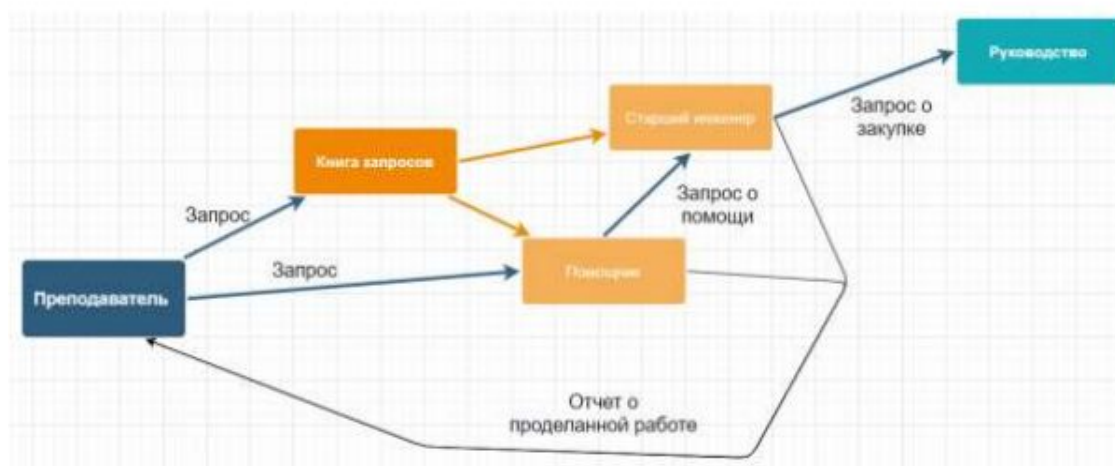 Руководство
Запрос о
закупке
Старший инженер
Книга запросов
Запрос о
помощи
Запрос
Запрос
Помощник
Преподаватель
Отчет о
проделанной работе